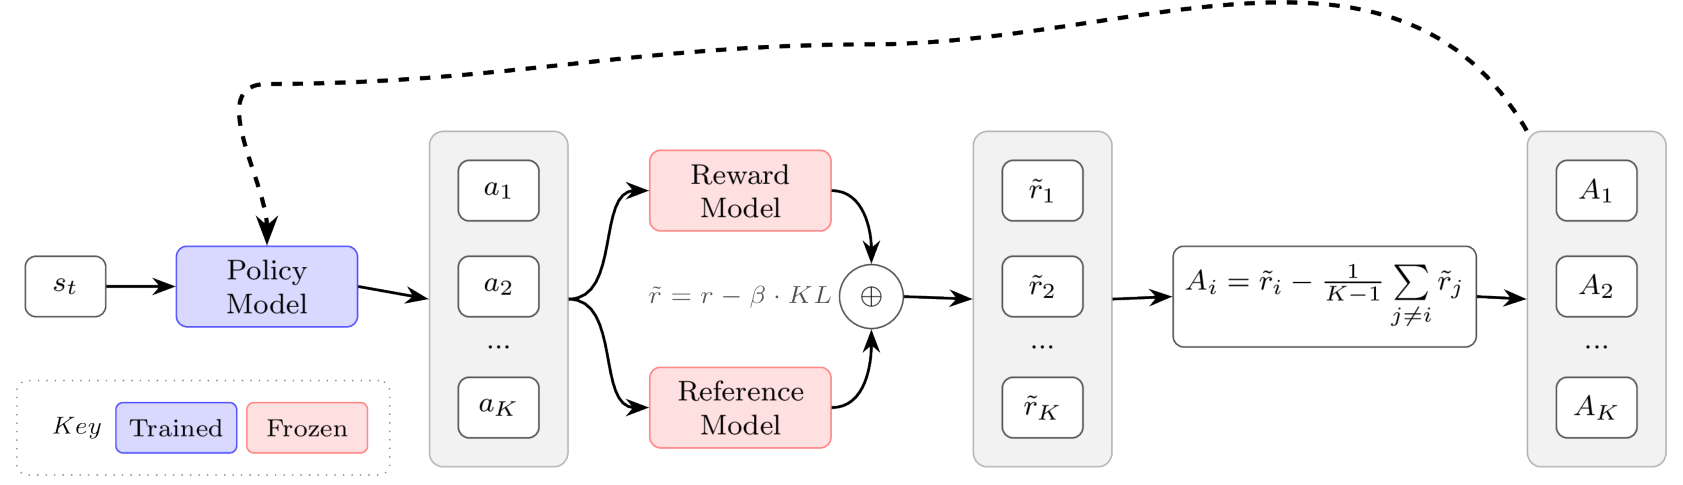 s_t
Policy
Model
a_1
a_2
...
a_K
Reward
Model
r̃ = r − β · KL
⊕
Reference
Model
r̃_1
r̃_2
...
r̃_K
A_i = r̃_i − 1/(K−1) ∑_{j≠i} r̃_j
A_1
A_2
...
A_K
Key
Trained
Frozen